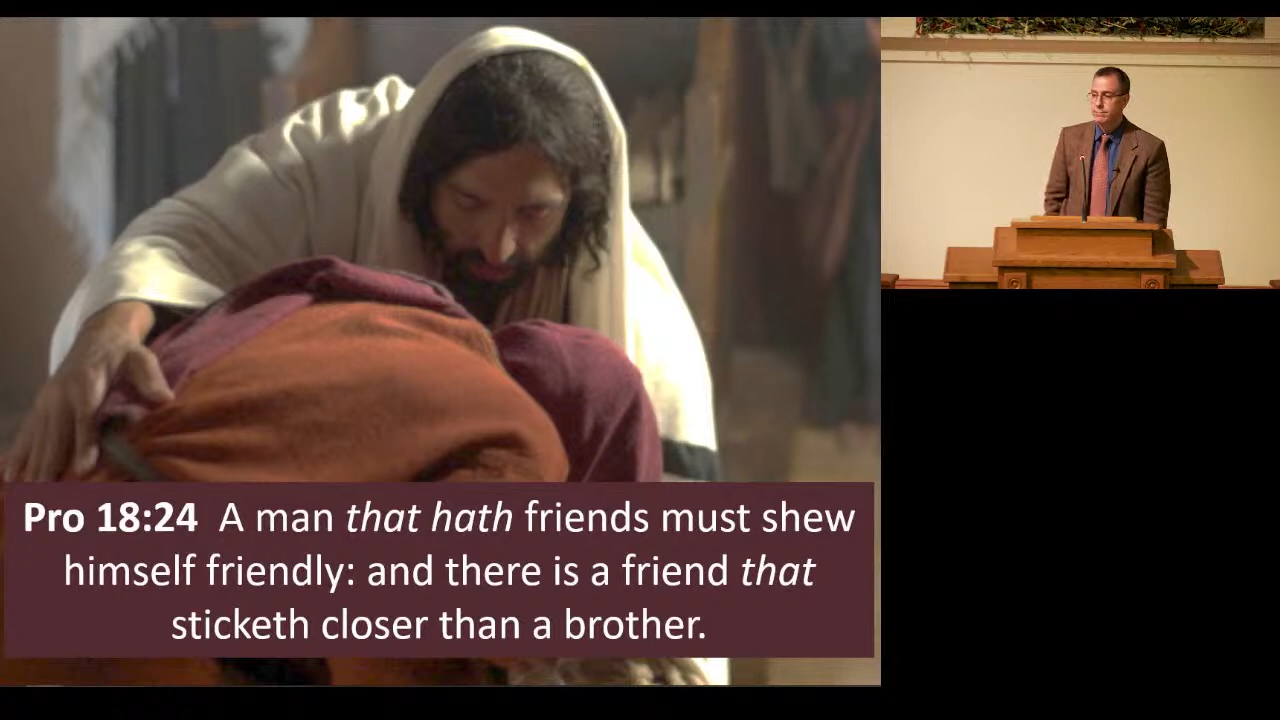 Pro 18:24 A man that hath friends must shew
himself friendly: and there is a friend that
sticketh closer than a brother.